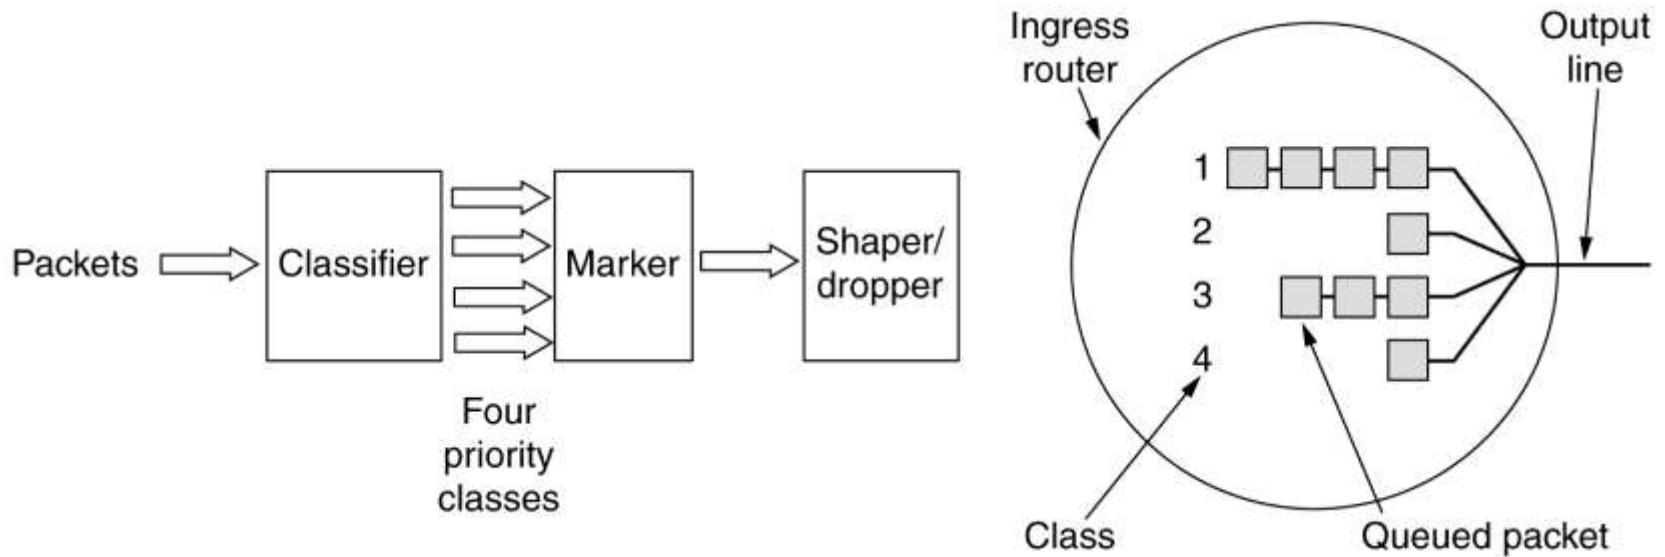 Packets
Classifier
Four
priority
classes
Marker
Shaper/
dropper
Ingress
router
Output
line
1
2
3
4
Class
Queued packet